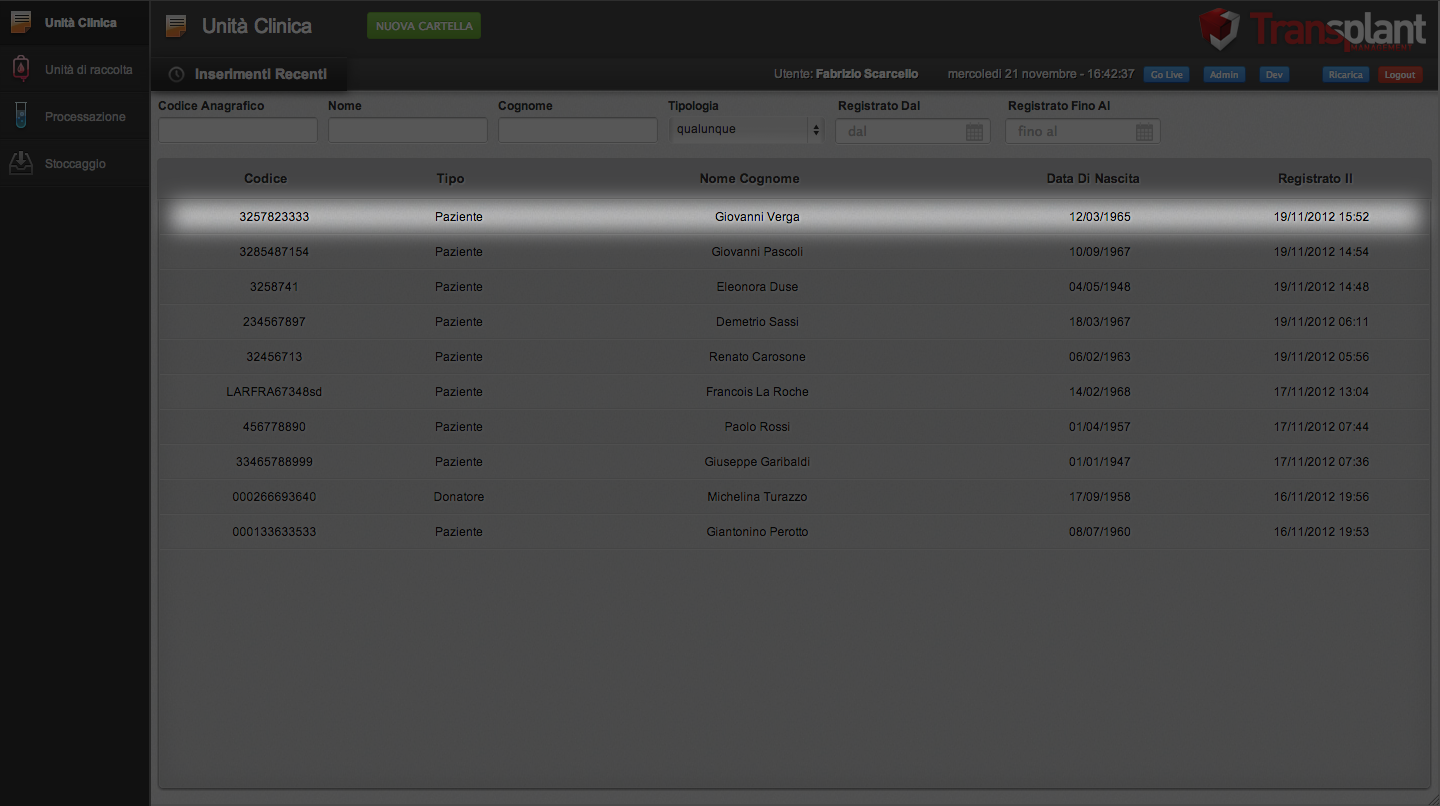 Unità Clinica
Unità di raccolta
Processazione
Stoccaggio
Unità Clinica NUOVA CARTELLA Transplant MANAGEMENT
Inserimenti Recenti Utente: Fabrizio Scarcello mercoledì 21 novembre - 16:42:37 Go Live Admin Dev Ricarica Logout
Codice Anagrafico Nome Cognome Tipologia Registrato Dal Registrato Fino Al
qualunque dal fino al
Codice Tipo Nome Cognome Data Di Nascita Registrato Il
3257823333 Paziente Giovanni Verga 12/03/1965 19/11/2012 15:52
3285487154 Paziente Giovanni Pascoli 10/09/1967 19/11/2012 14:54
3258741 Paziente Eleonora Duse 04/05/1948 19/11/2012 14:48
234567897 Paziente Demetrio Sassi 18/03/1967 19/11/2012 06:11
32456713 Paziente Renato Carosone 06/02/1963 19/11/2012 05:56
LARFRA67348sd Paziente Francois La Roche 14/02/1968 17/11/2012 13:04
456778890 Paziente Paolo Rossi 01/04/1957 17/11/2012 07:44
33465788999 Paziente Giuseppe Garibaldi 01/01/1947 17/11/2012 07:36
000266693640 Donatore Michelina Turazzo 17/09/1958 16/11/2012 19:56
000133633533 Paziente Giantonino Perotto 08/07/1960 16/11/2012 19:53